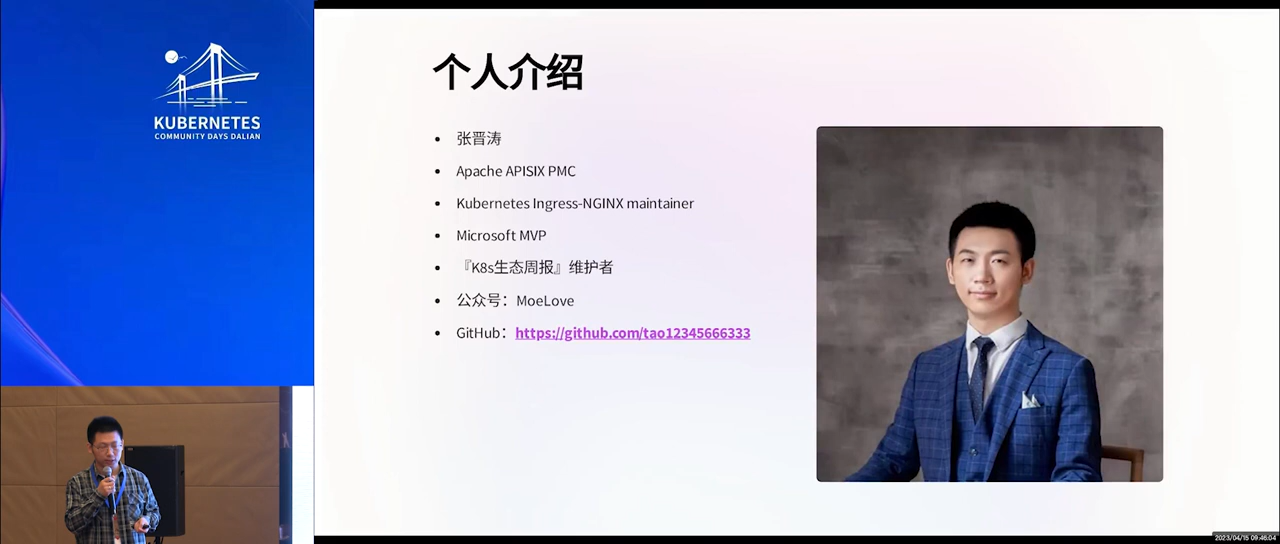 KUBERNETES
COMMUNITY DAYS DALIAN
个人介绍
• 张晋涛
• Apache APISIX PMC
• Kubernetes Ingress-NGINX maintainer
• Microsoft MVP
• 『K8s生态周报』维护者
• 公众号：MoeLove
• GitHub：https://github.com/tao12345666333
2023/04/15 09:46:04